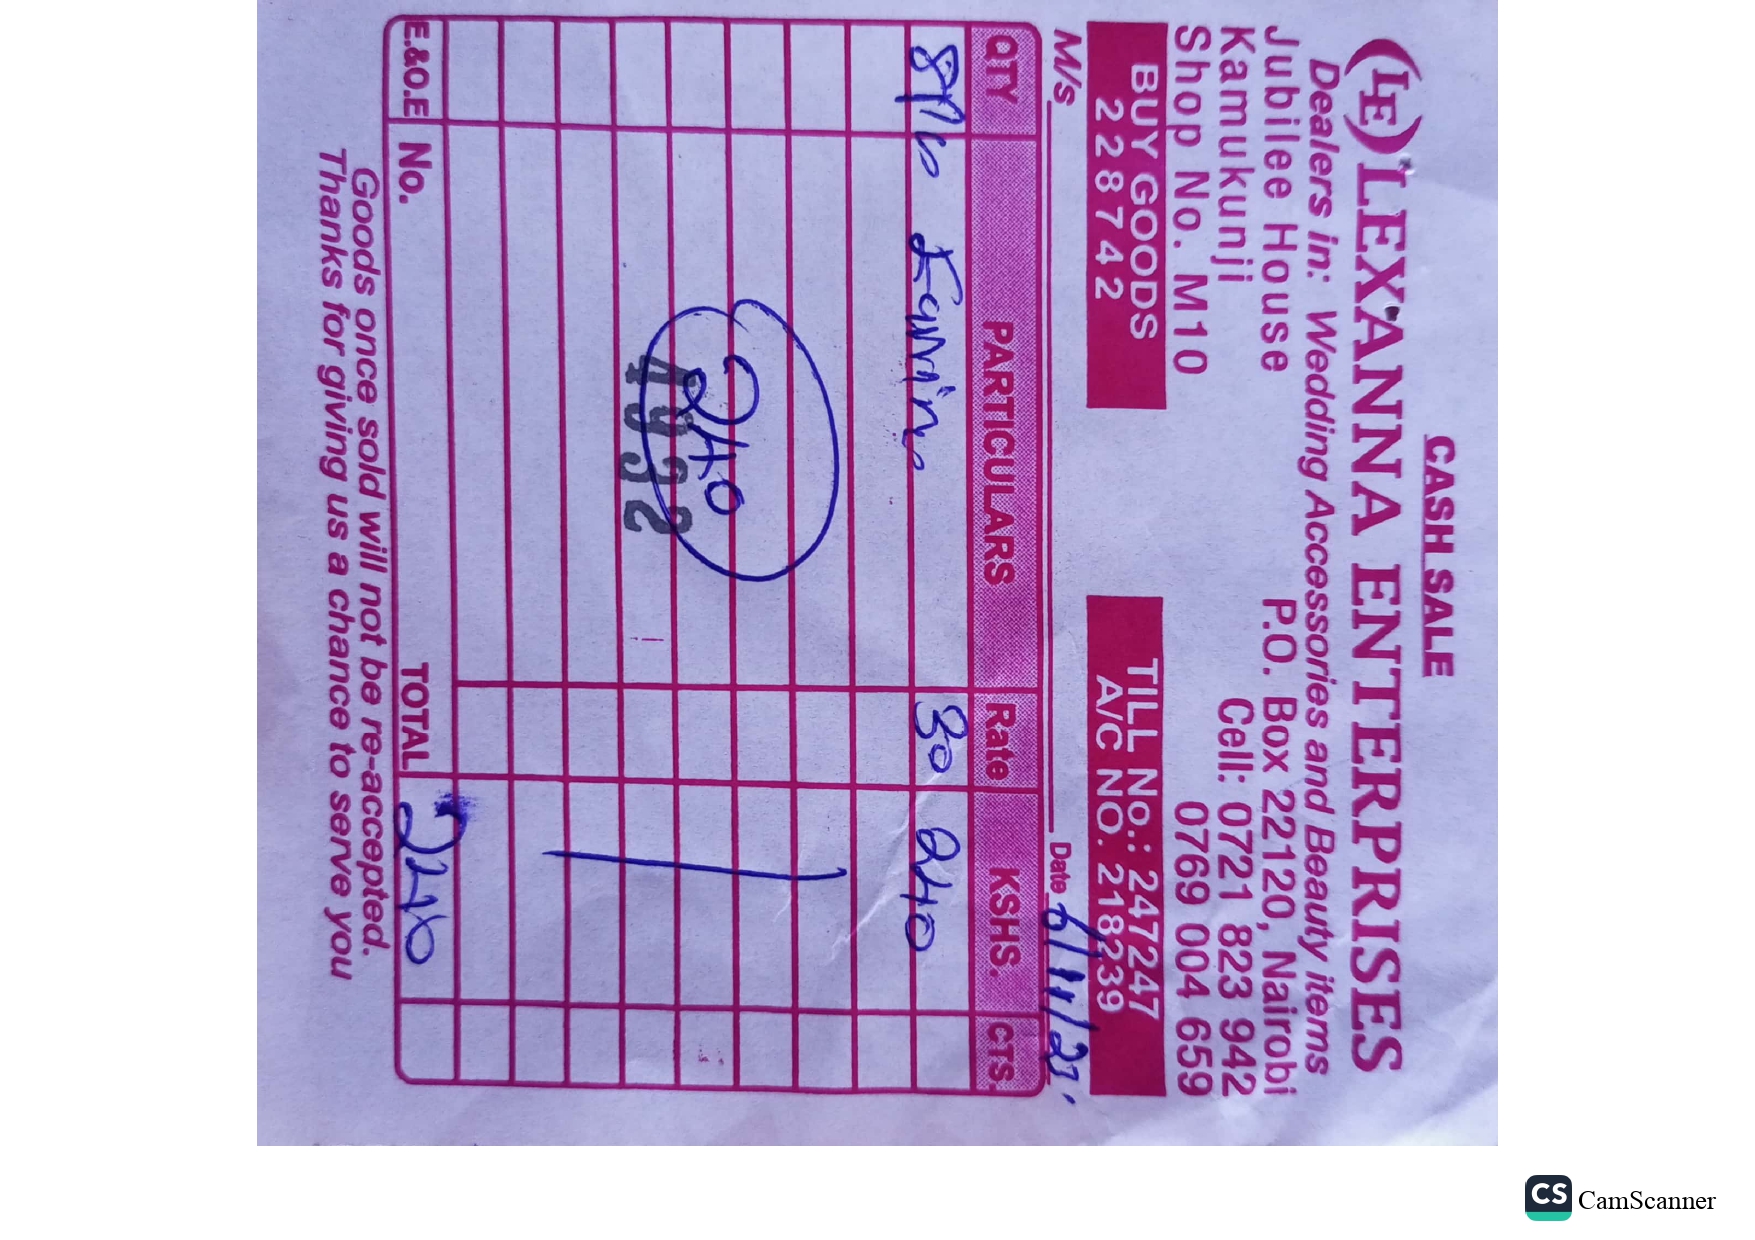 CASH SALE
(LE) LEXANNA ENTERPRISES
Dealers in: Wedding Accessories and Beauty items
Jubilee House P.O. Box 22120, Nairobi
Kamukunji Cell: 0721 823 942
Shop No. M10 0769 004 659
BUY GOODS TILL No.: 247247
228742 A/C NO. 218239
M/s Date 6/11/23
QTY PARTICULARS Rate KSHS. CTS.
8Pcs 30 240
240
1032
E.&O.E No. TOTAL 240
Goods once sold will not be re-accepted.
Thanks for giving us a chance to serve you
CS CamScanner